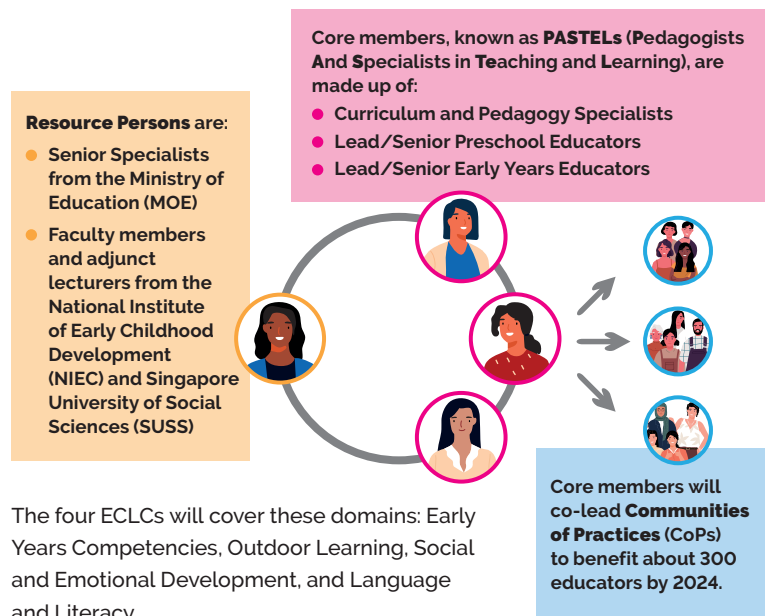 Core members, known as PASTELs (Pedagogists
And Specialists in Teaching and Learning), are
made up of:
Curriculum and Pedagogy Specialists
Lead/Senior Preschool Educators
Lead/Senior Early Years Educators
Resource Persons are:
Senior Specialists
from the Ministry of
Education (MOE)
Faculty members
and adjunct
lecturers from the
National Institute
of Early Childhood
Development
(NIEC) and Singapore
University of Social
Sciences (SUSS)
Core members will
co-lead Communities
of Practices (CoPs)
to benefit about 300
educators by 2024.
The four ECLCs will cover these domains: Early
Years Competencies, Outdoor Learning, Social
and Emotional Development, and Language
and Literacy